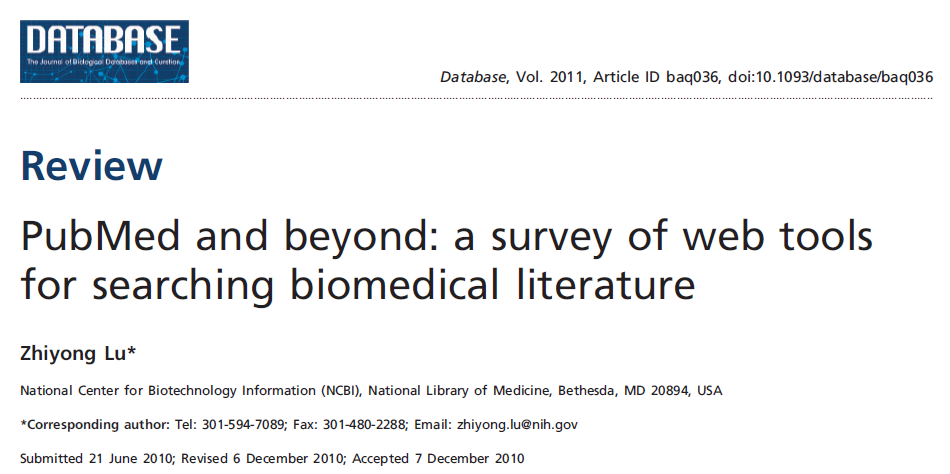 DATABASE
The Journal of Biological Databases and Curation
Database, Vol. 2011, Article ID baq036, doi:10.1093/database/baq036
Review
PubMed and beyond: a survey of web tools
for searching biomedical literature
Zhiyong Lu*
National Center for Biotechnology Information (NCBI), National Library of Medicine, Bethesda, MD 20894, USA
*Corresponding author: Tel: 301-594-7089; Fax: 301-480-2288; Email: zhiyong.lu@nih.gov
Submitted 21 June 2010; Revised 6 December 2010; Accepted 7 December 2010